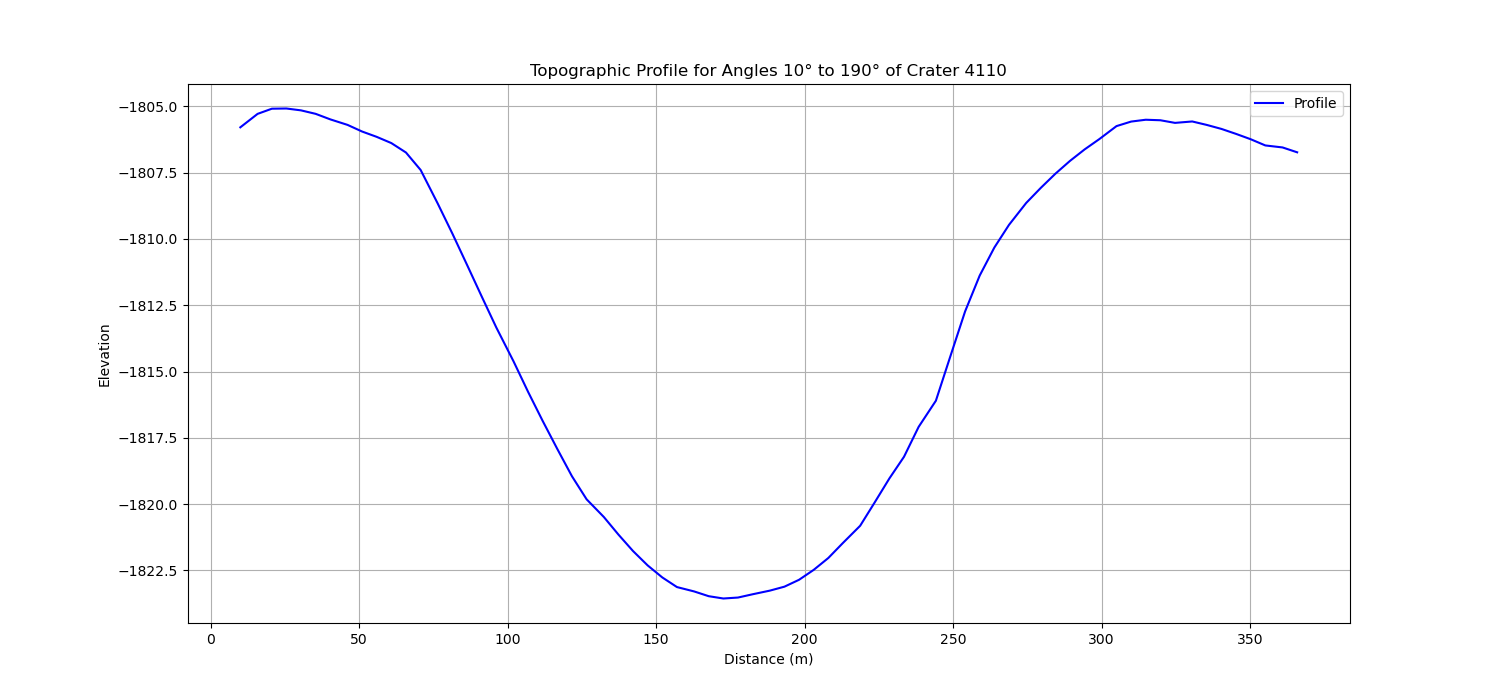 Topographic Profile for Angles 10° to 190° of Crater 4110
Profile
−1805.0
−1807.5
−1810.0
−1812.5
−1815.0
−1817.5
−1820.0
−1822.5
Elevation
0 50 100 150 200 250 300 350
Distance (m)